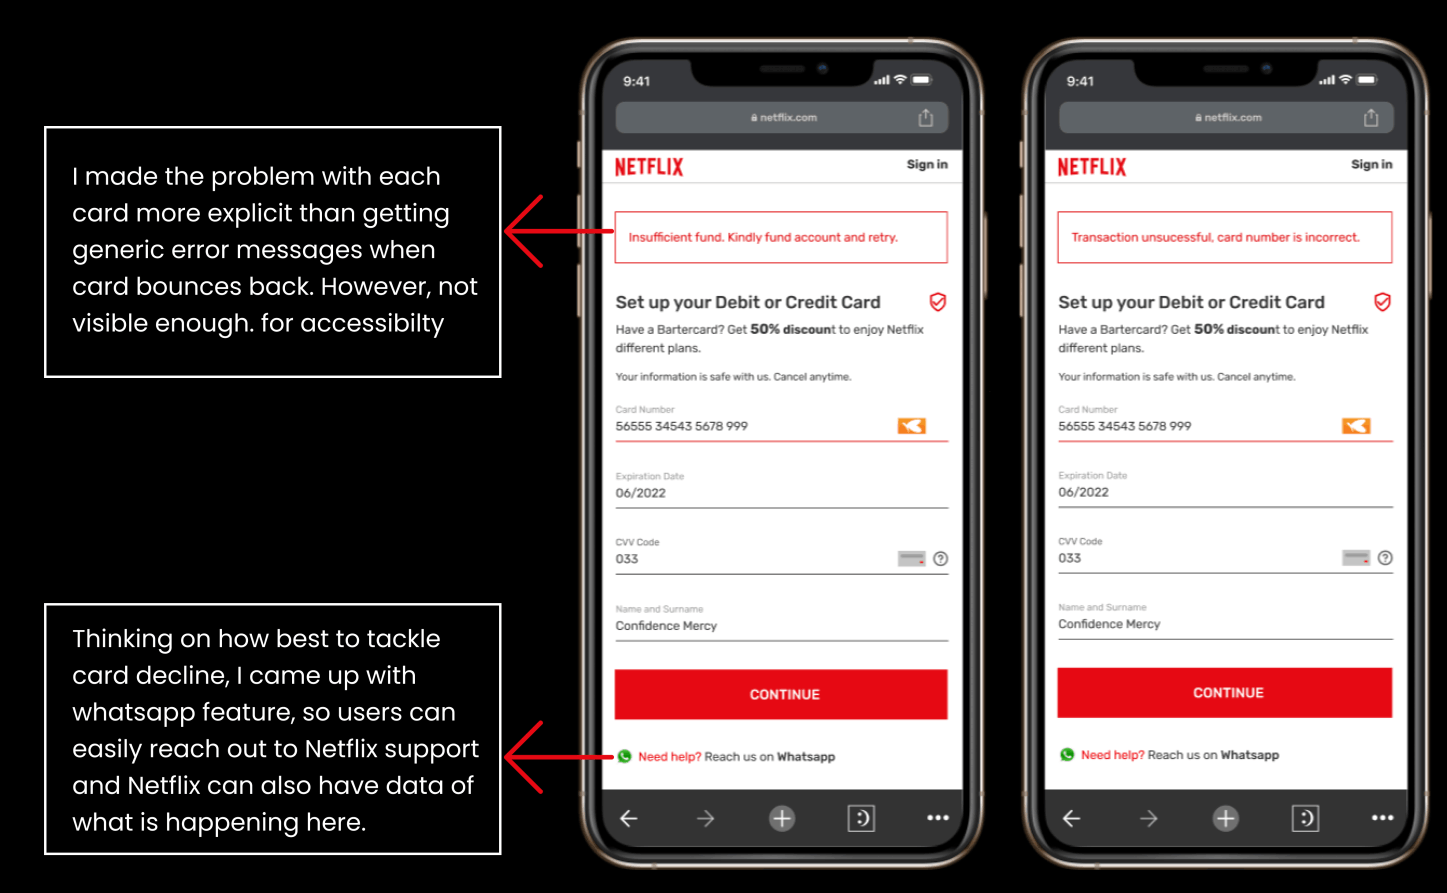 I made the problem with each
card more explicit than getting
generic error messages when
card bounces back. However, not
visible enough. for accessibilty
Thinking on how best to tackle
card decline, I came up with
whatsapp feature, so users can
easily reach out to Netflix support
and Netflix can also have data of
what is happening here.
9:41
netflix.com
NETFLIX
Sign in
Insufficient fund. Kindly fund account and retry.
Set up your Debit or Credit Card
Have a Bartercard? Get 50% discount to enjoy Netflix
different plans.
Your information is safe with us. Cancel anytime.
Card Number
56555 34543 5678 999
Expiration Date
06/2022
CVV Code
033
Name and Surname
Confidence Mercy
CONTINUE
Need help? Reach us on Whatsapp
9:41
netflix.com
NETFLIX
Sign in
Transaction unsucessful, card number is incorrect.
Set up your Debit or Credit Card
Have a Bartercard? Get 50% discount to enjoy Netflix
different plans.
Your information is safe with us. Cancel anytime.
Card Number
56555 34543 5678 999
Expiration Date
06/2022
CVV Code
033
Name and Surname
Confidence Mercy
CONTINUE
Need help? Reach us on Whatsapp